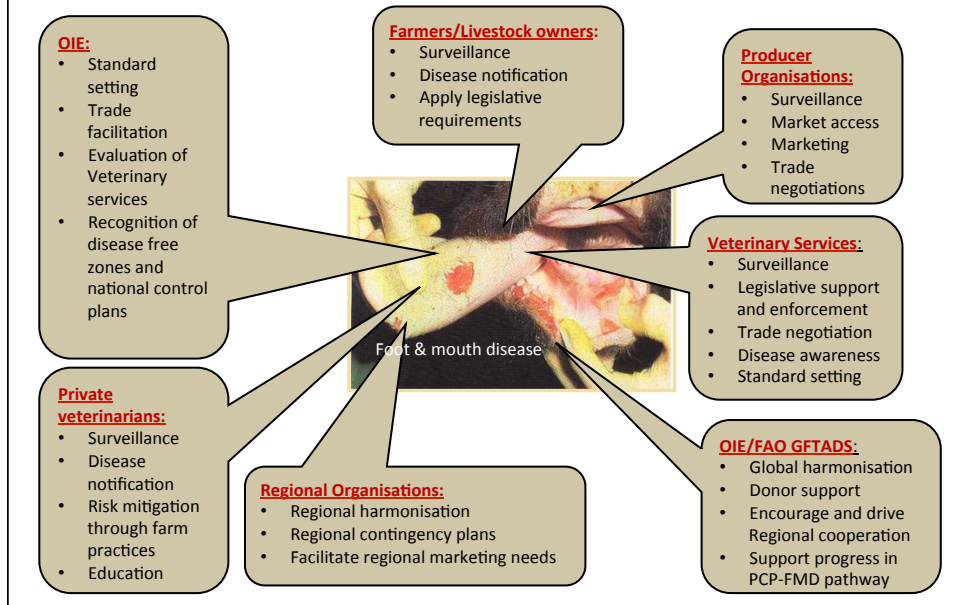 OIE:
• Standard
setting
• Trade
facilitation
• Evaluation of
Veterinary
services
• Recognition of
disease free
zones and
national control
plans
Farmers/Livestock owners:
• Surveillance
• Disease notification
• Apply legislative
requirements
Producer
Organisations:
• Surveillance
• Market access
• Marketing
• Trade
negotiations
Foot & mouth disease
Veterinary Services:
• Surveillance
• Legislative support
and enforcement
• Trade negotiation
• Disease awareness
• Standard setting
Private
veterinarians:
• Surveillance
• Disease
notification
• Risk mitigation
through farm
practices
• Education
Regional Organisations:
• Regional harmonisation
• Regional contingency plans
• Facilitate regional marketing needs
OIE/FAO GFTADS:
• Global harmonisation
• Donor support
• Encourage and drive
Regional cooperation
• Support progress in
PCP-FMD pathway